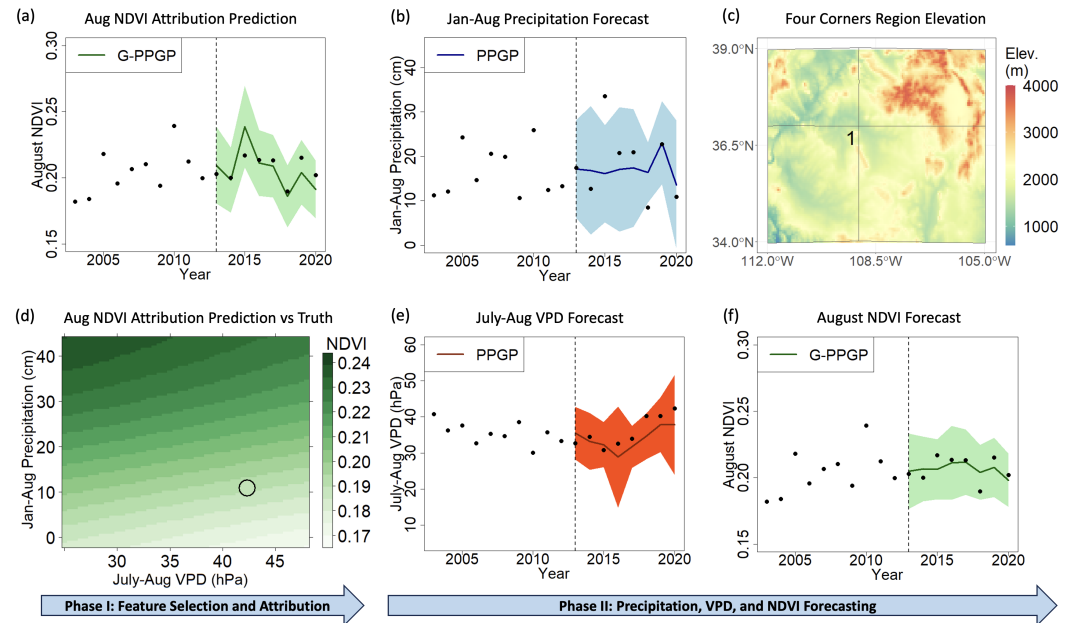 (a) Aug NDVI Attribution Prediction
G-PPGP
August NDVI
0.30
0.25
0.20
0.15
2005 2010 2015 2020
Year
(b) Jan-Aug Precipitation Forecast
PPGP
Jan-Aug Precipitation (cm)
40
30
20
10
0
2005 2010 2015 2020
Year
(c) Four Corners Region Elevation
39.0°N
36.5°N
34.0°N
112.0°W 108.5°W 105.0°W
1
Elev.
(m)
4000
3000
2000
1000
(d) Aug NDVI Attribution Prediction vs Truth
Jan-Aug Precipitation (cm)
40
30
20
10
0
30 35 40 45
July-Aug VPD (hPa)
NDVI
0.24
0.23
0.22
0.21
0.20
0.19
0.18
0.17
(e) July-Aug VPD Forecast
PPGP
July-Aug VPD (hPa)
60
50
40
30
20
10
2005 2010 2015 2020
Year
(f) August NDVI Forecast
G-PPGP
August NDVI
0.30
0.25
0.20
0.15
2005 2010 2015 2020
Year
Phase I: Feature Selection and Attribution
Phase II: Precipitation, VPD, and NDVI Forecasting